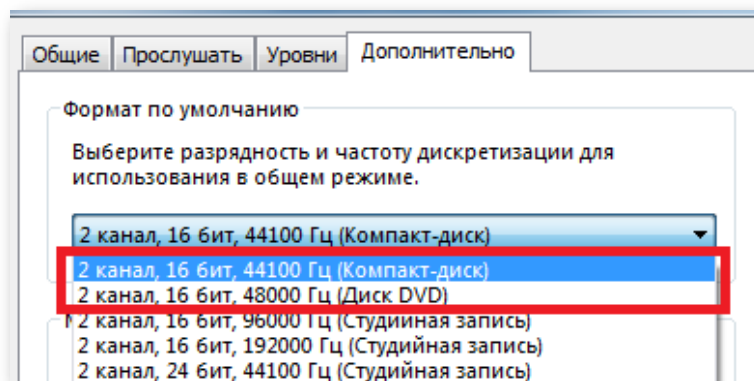 Общие Прослушать Уровни Дополнительно
Формат по умолчанию
Выберите разрядность и частоту дискретизации для
использования в общем режиме.
2 канал, 16 бит, 44100 Гц (Компакт-диск)
2 канал, 16 бит, 44100 Гц (Компакт-диск)
2 канал, 16 бит, 48000 Гц (Диск DVD)
2 канал, 16 бит, 96000 Гц (Студийная запись)
2 канал, 16 бит, 192000 Гц (Студийная запись)
2 канал, 24 бит, 44100 Гц (Студийная запись)